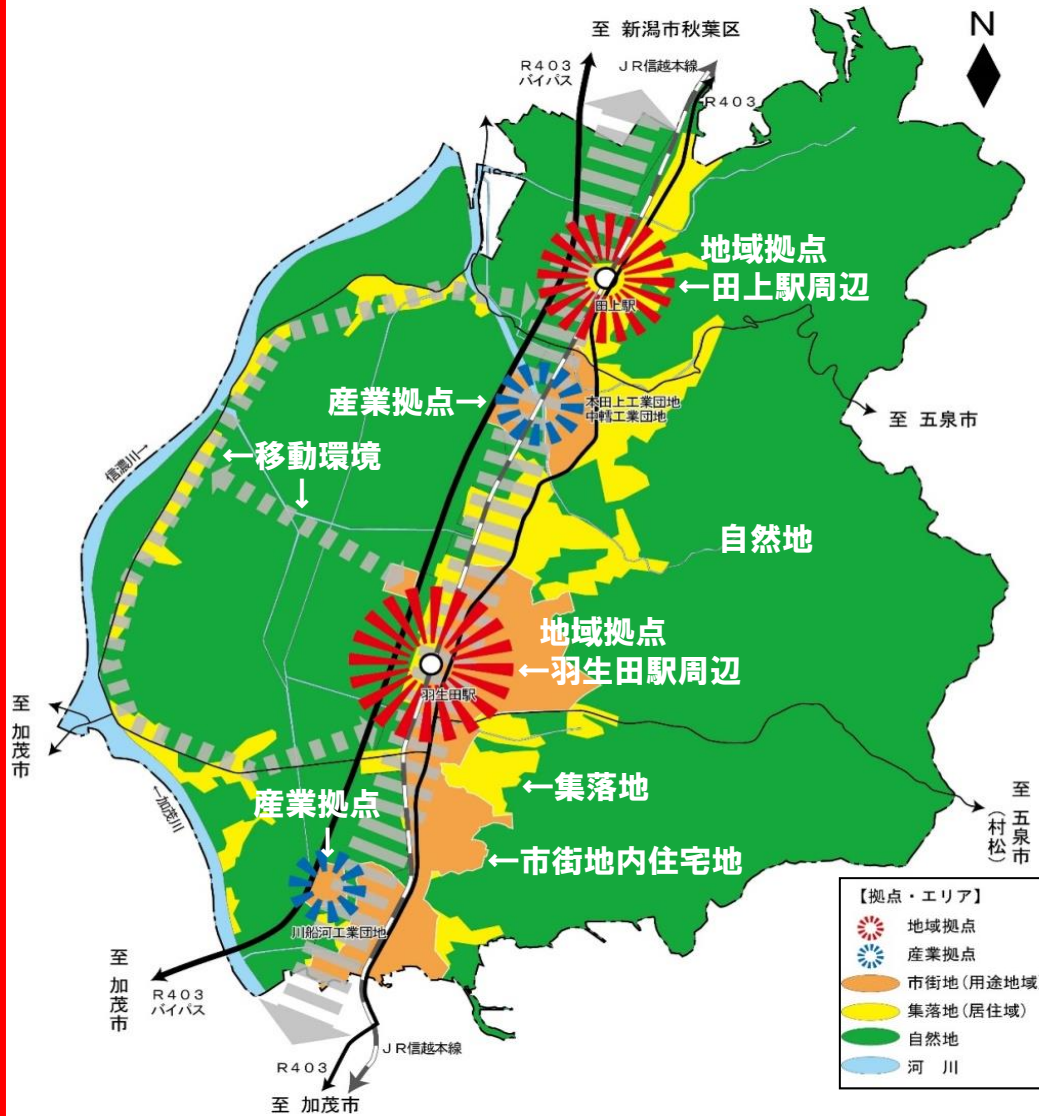 至 新潟市秋葉区
N
R403
バイパス
JR信越本線
R403
地域拠点
←田上駅周辺
田上駅
産業拠点→
本田上工業団地
中轌工業団地
至 五泉市
←移動環境
↓
信濃川→
自然地
地域拠点
←羽生田駅周辺
羽生田駅
至 加茂市
←集落地
産業拠点
↓
←加茂川
←市街地内住宅地
至 五泉市
(村松)
川船河工業団地
至 加茂市
R403
バイパス
JR信越本線
R403
至 加茂市
【拠点・エリア】
地域拠点
産業拠点
市街地(用途地域
集落地(居住域)
自然地
河 川